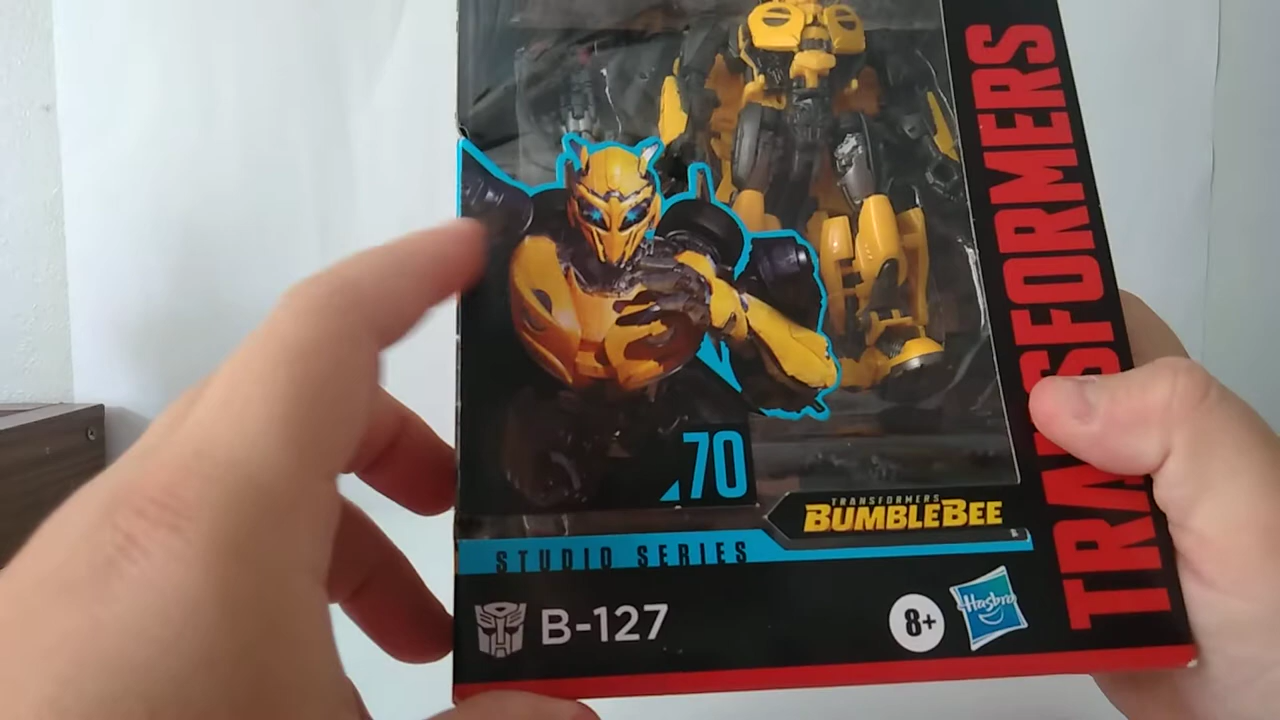 TRANSFORMERS
70
TRANSFORMERS
BUMBLEBEE
STUDIO SERIES
B-127
8+
Hasbro